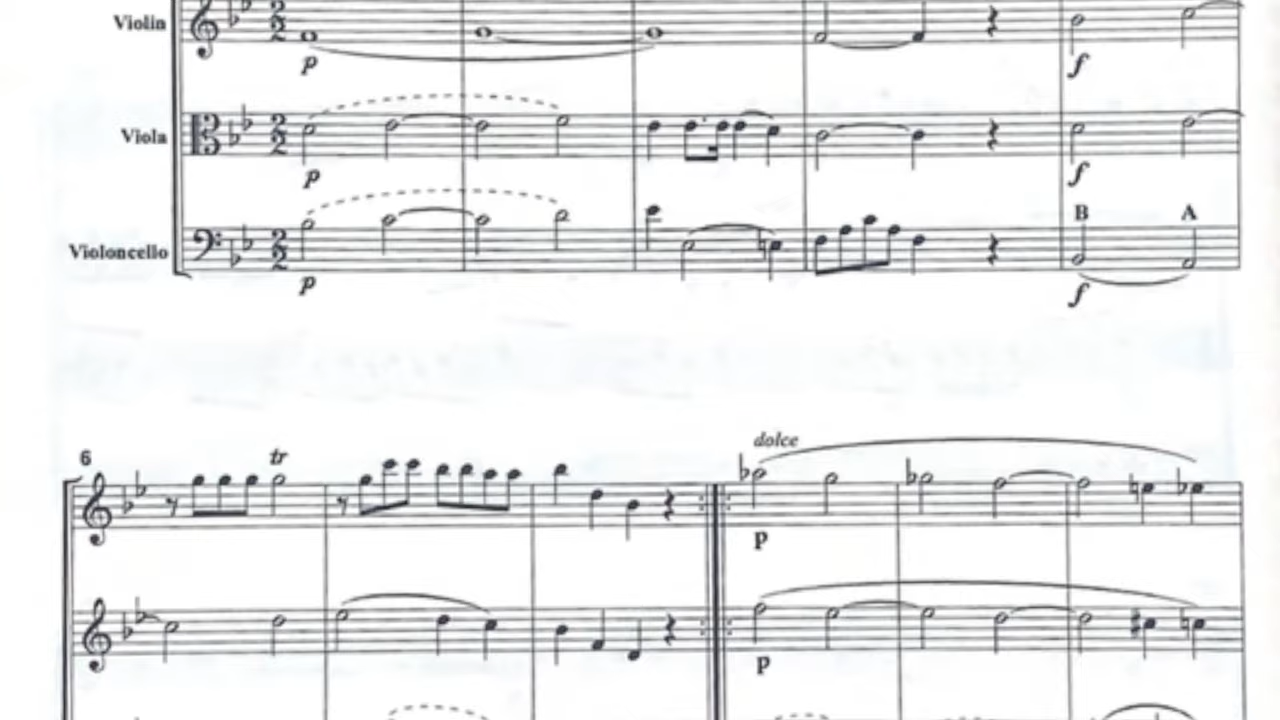 Violin
p f
Viola
p f
B A
Violoncello
p f
6 tr dolce
p
p